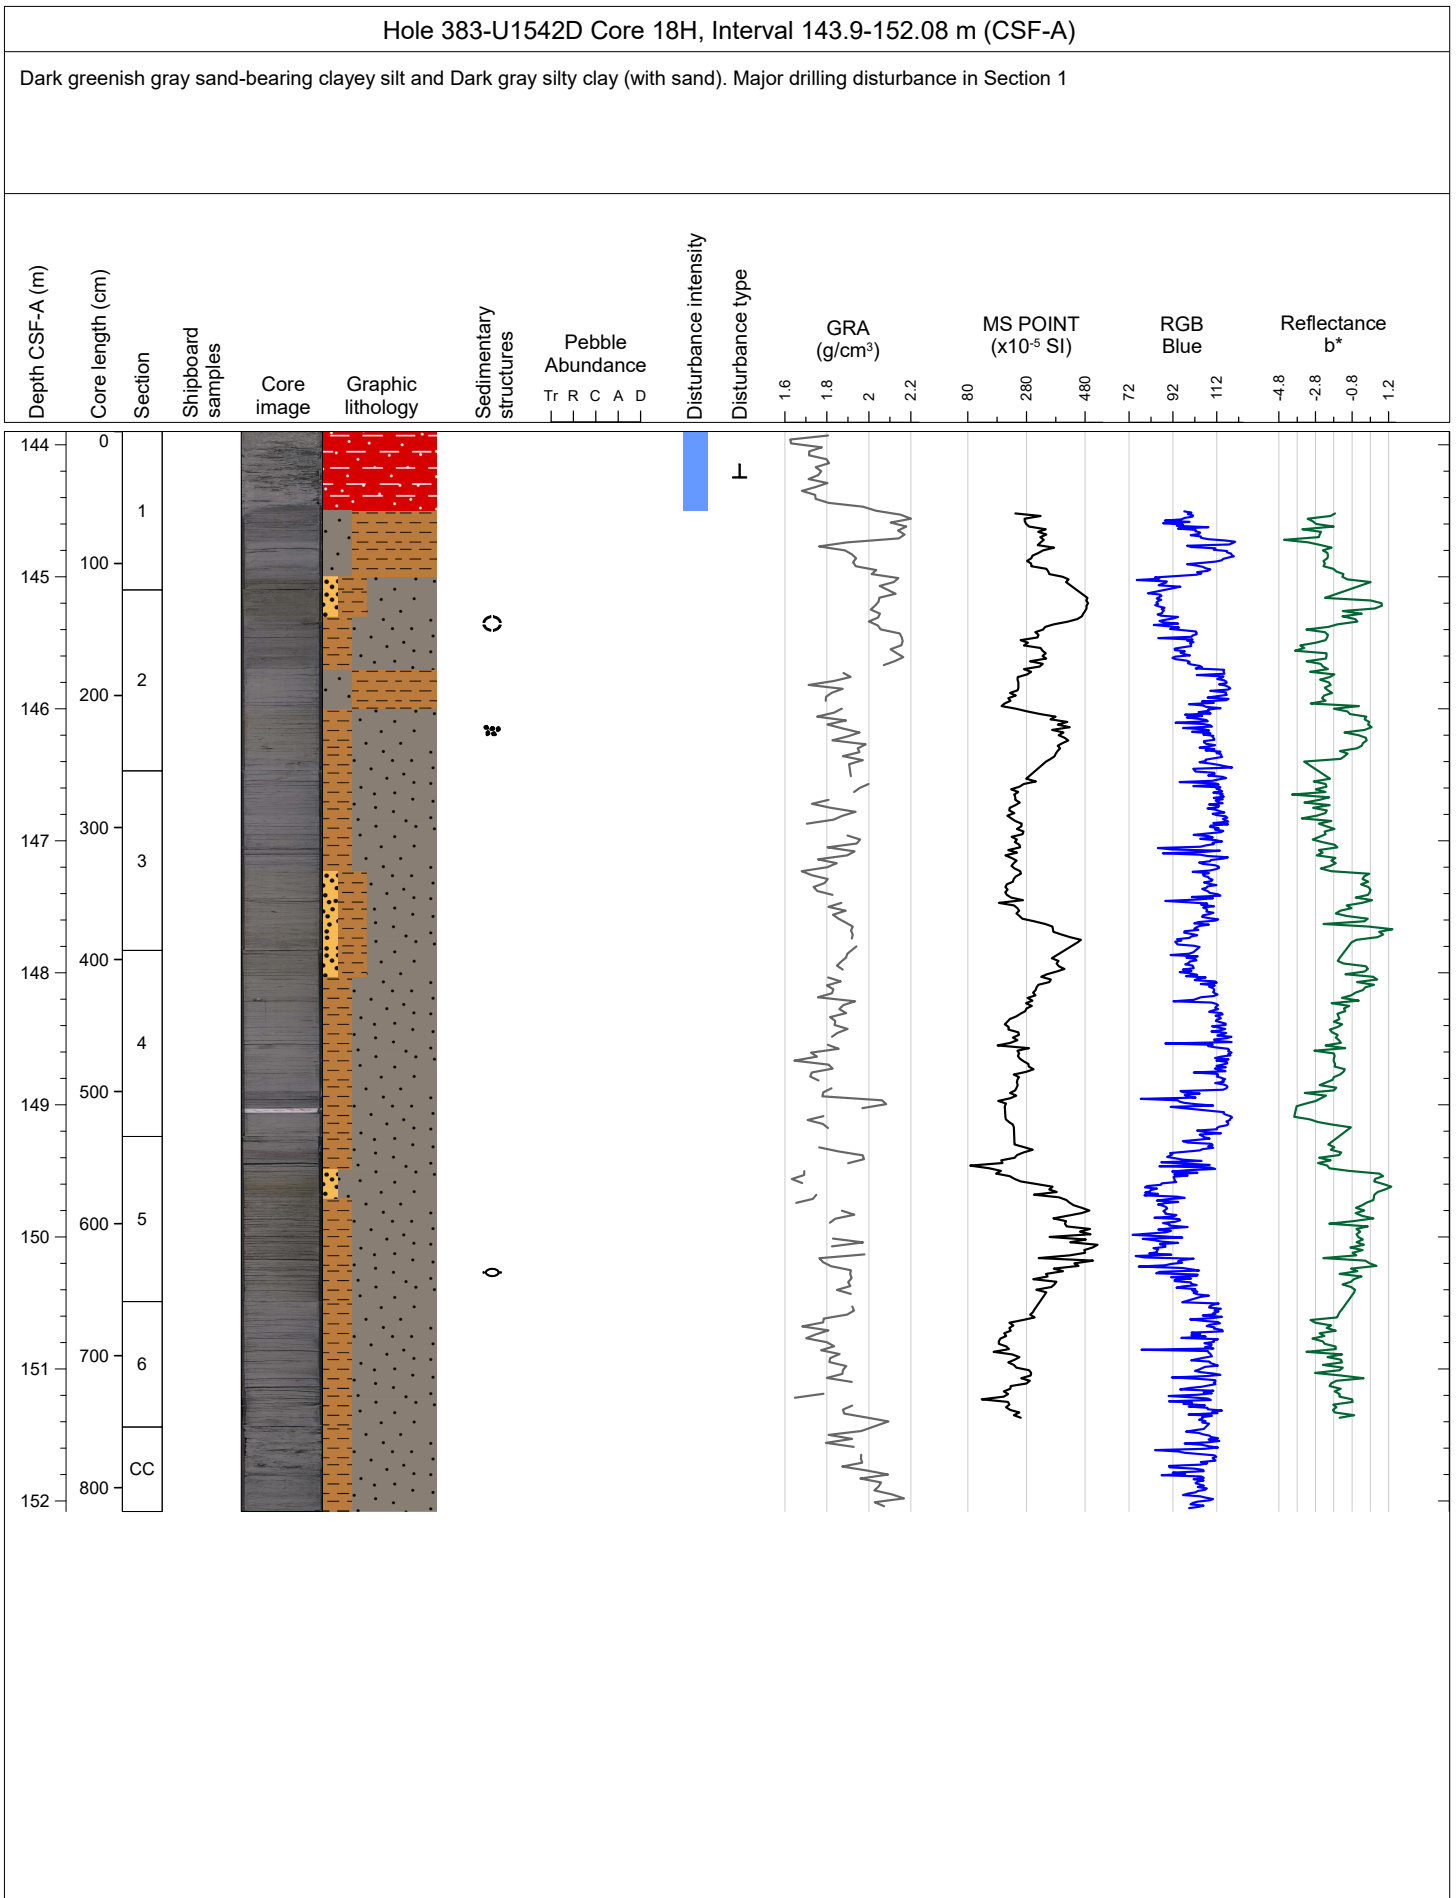 Hole 383-U1542D Core 18H, Interval 143.9-152.08 m (CSF-A)
Dark greenish gray sand-bearing clayey silt and Dark gray silty clay (with sand). Major drilling disturbance in Section 1
Depth CSF-A (m)
Core length (cm)
Section
Shipboard
samples
Core
image
Graphic
lithology
Sedimentary
structures
Pebble
Abundance
Tr R C A D
Disturbance intensity
Disturbance type
GRA
(g/cm³)
1.6 1.8 2 2.2
MS POINT
(x10⁻⁵ SI)
80 280 480
RGB
Blue
72 92 112
Reflectance
b*
-4.8 -2.8 -0.8 1.2
144
145
146
147
148
149
150
151
152
0
100
200
300
400
500
600
700
800
1
2
3
4
5
6
CC